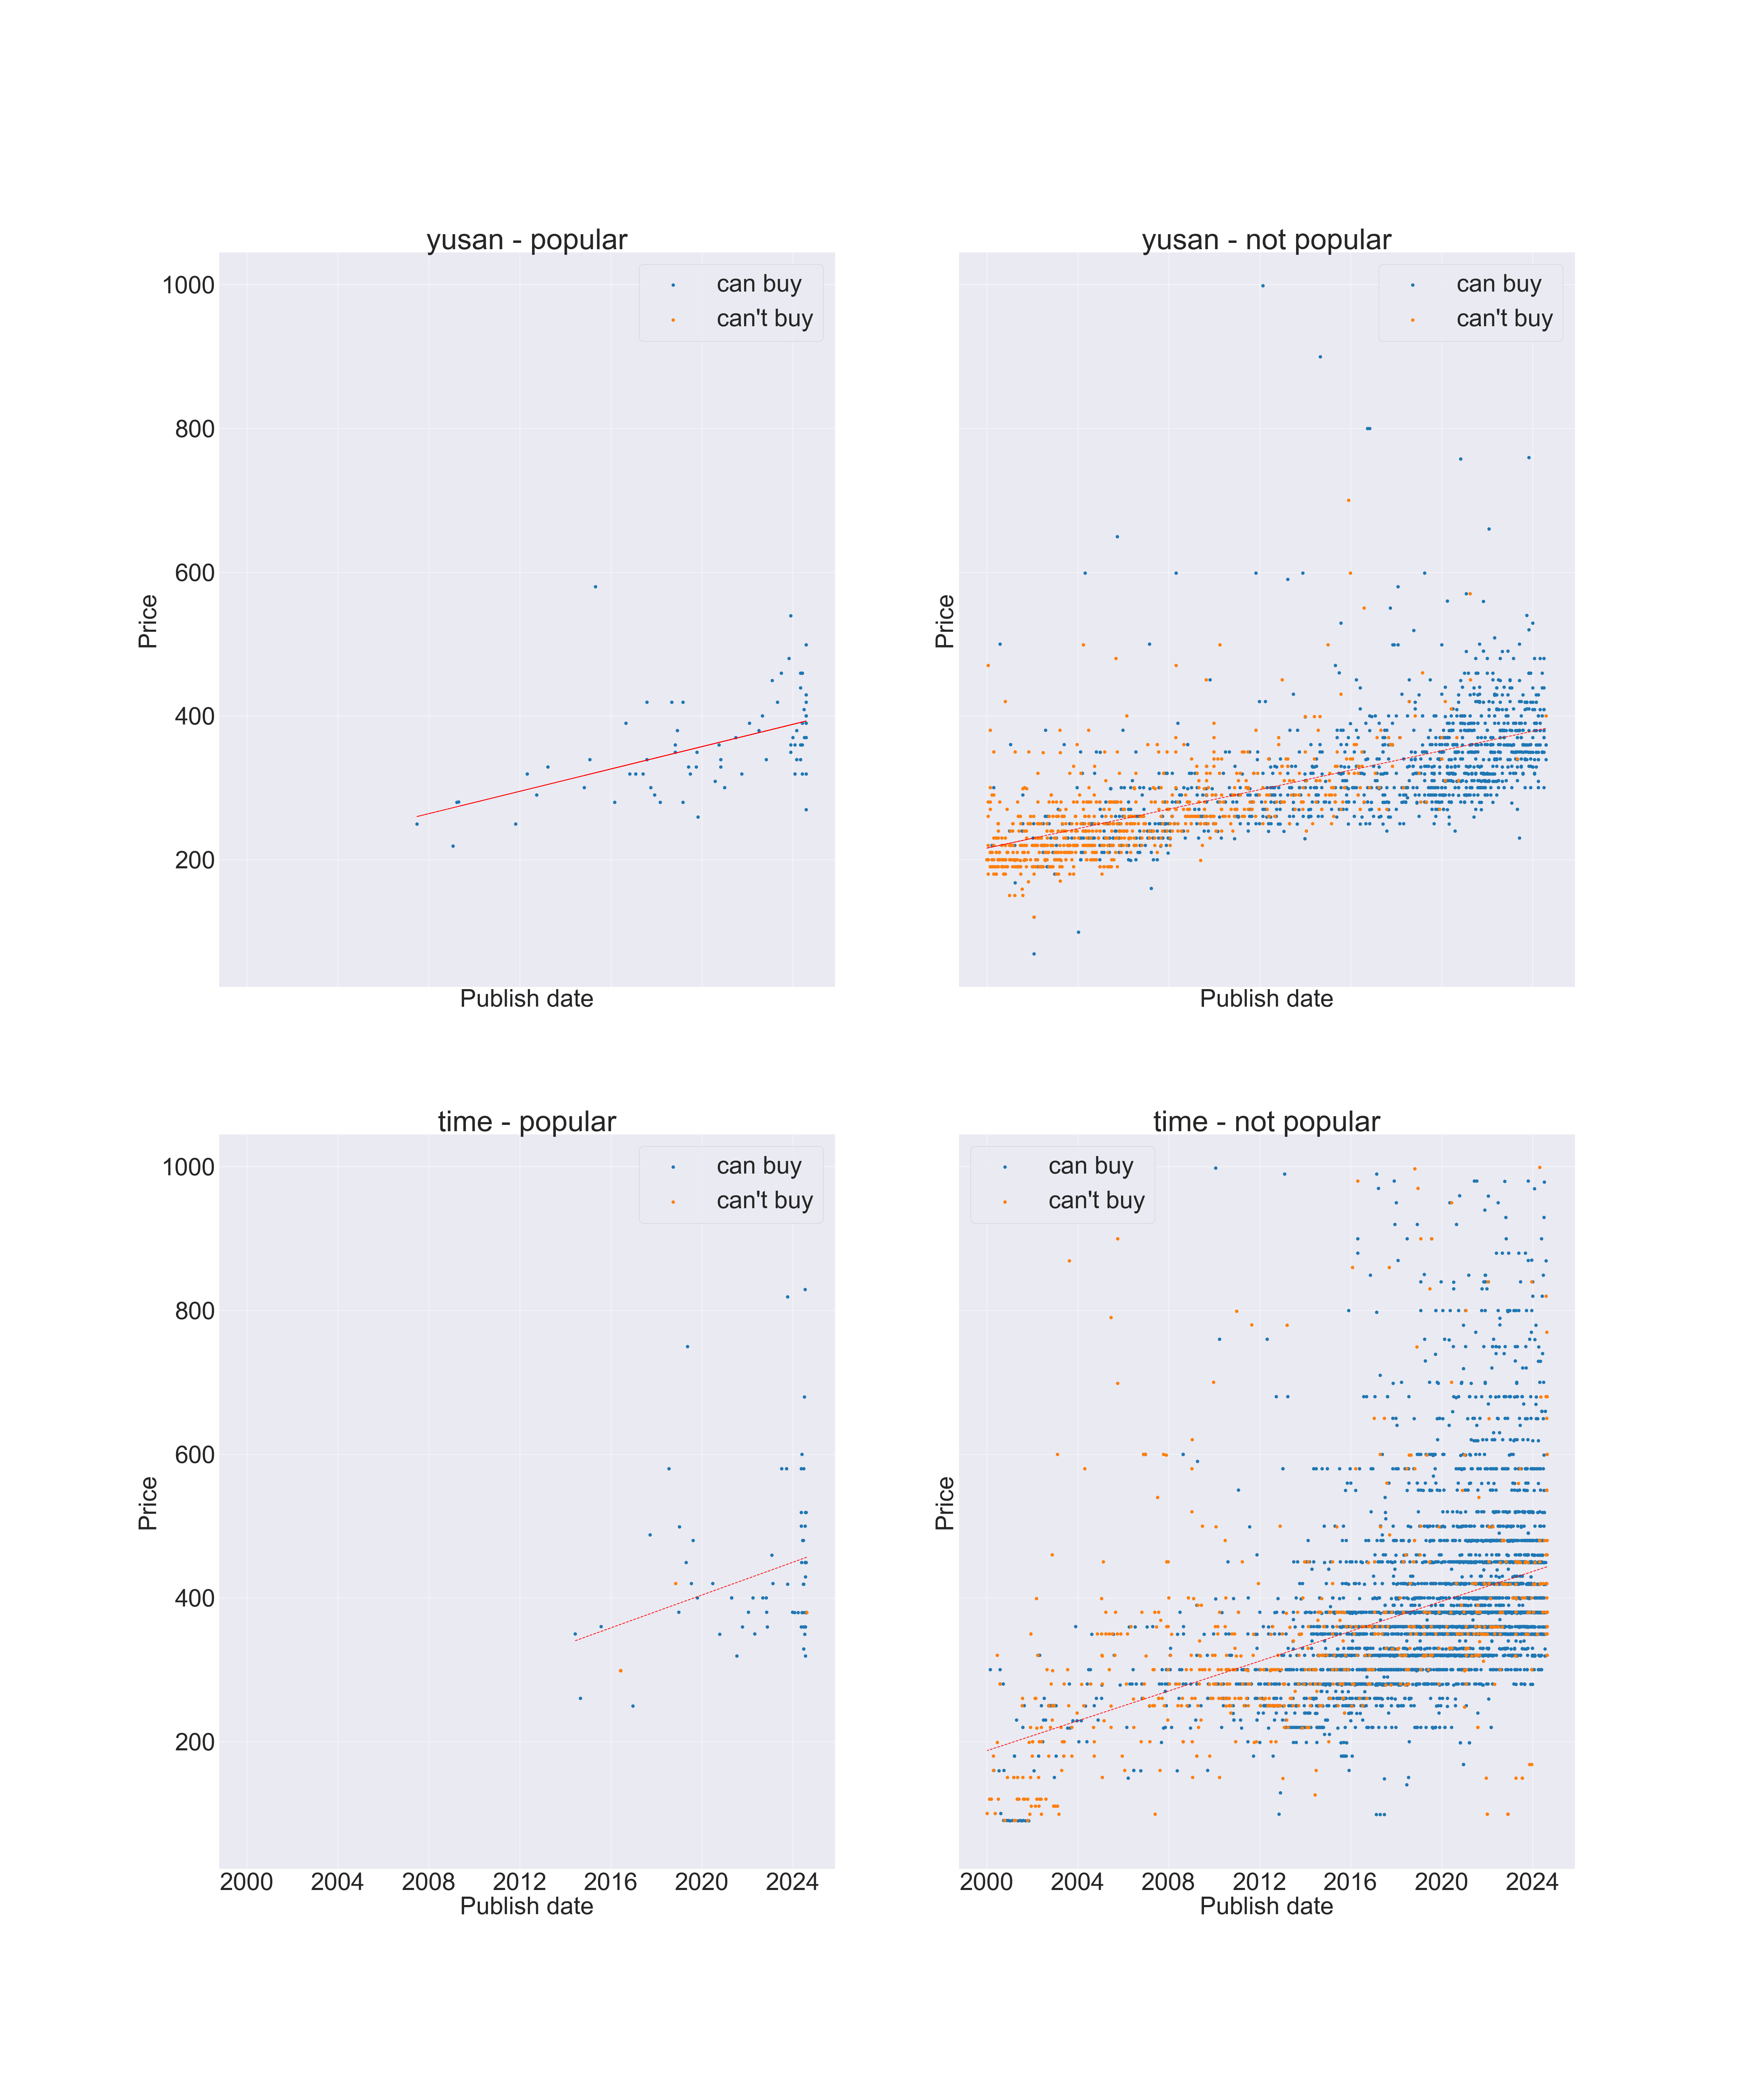 yusan - popular
can buy
can't buy
1000
800
600
400
200
Price
Publish date
yusan - not popular
can buy
can't buy
Price
Publish date
time - popular
can buy
can't buy
1000
800
600
400
200
Price
2000 2004 2008 2012 2016 2020 2024
Publish date
time - not popular
can buy
can't buy
Price
2000 2004 2008 2012 2016 2020 2024
Publish date